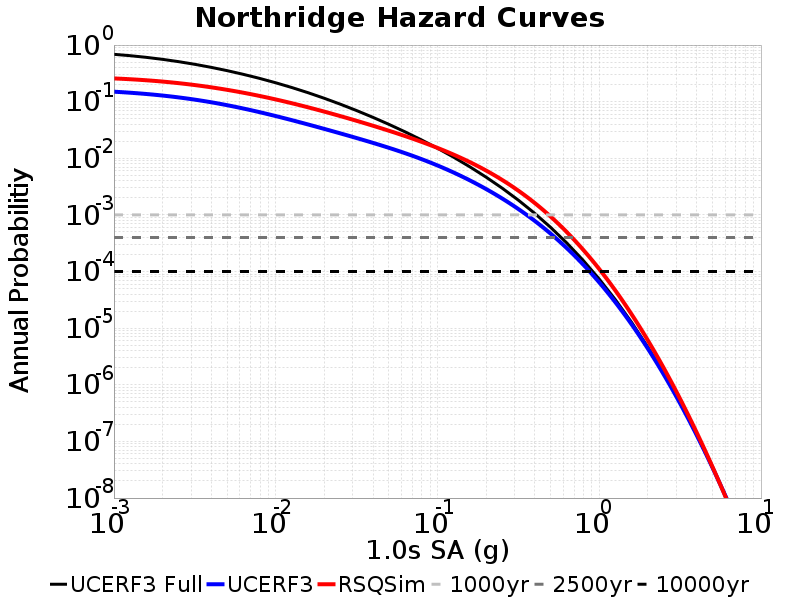 Northridge Hazard Curves
Annual Probabilitiy
10^0
10^-1
10^-2
10^-3
10^-4
10^-5
10^-6
10^-7
10^-8
10^-3 10^-2 10^-1 10^0 10^1
1.0s SA (g)
UCERF3 Full UCERF3 RSQSim 1000yr 2500yr 10000yr